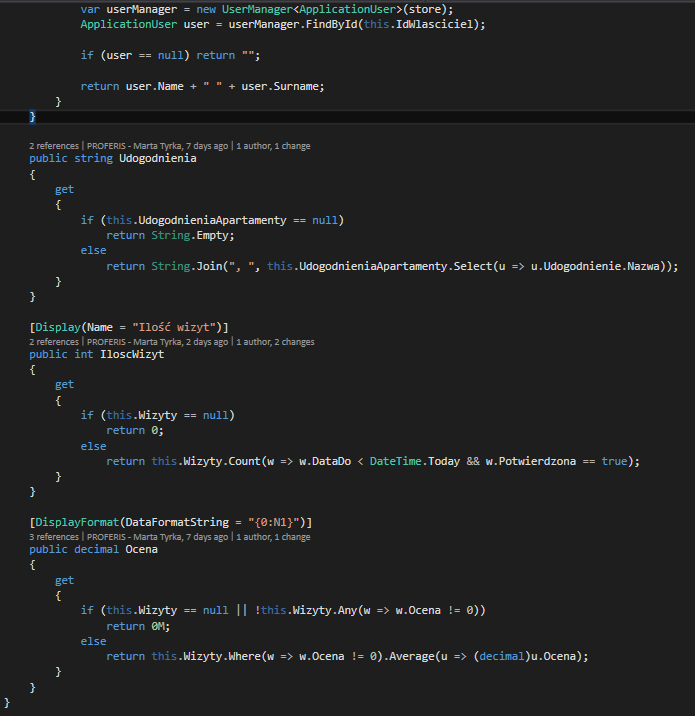 var userManager = new UserManager<ApplicationUser>(store);
ApplicationUser user = userManager.FindById(this.IdWlasciciel);
if (user == null) return "";
return user.Name + " " + user.Surname;
}
}
2 references | PROFERIS - Marta Tyrka, 7 days ago | 1 author, 1 change
public string Udogodnienia
{
get
{
if (this.UdogodnieniaApartamenty == null)
return String.Empty;
else
return String.Join(", ", this.UdogodnieniaApartamenty.Select(u => u.Udogodnienie.Nazwa));
}
}
[Display(Name = "Ilość wizyt")]
2 references | PROFERIS - Marta Tyrka, 2 days ago | 1 author, 2 changes
public int IloscWizyt
{
get
{
if (this.Wizyty == null)
return 0;
else
return this.Wizyty.Count(w => w.DataDo < DateTime.Today && w.Potwierdzona == true);
}
}
[DisplayFormat(DataFormatString = "{0:N1}")]
3 references | PROFERIS - Marta Tyrka, 7 days ago | 1 author, 1 change
public decimal Ocena
{
get
{
if (this.Wizyty == null || !this.Wizyty.Any(w => w.Ocena != 0))
return 0M;
else
return this.Wizyty.Where(w => w.Ocena != 0).Average(u => (decimal)u.Ocena);
}
}
}